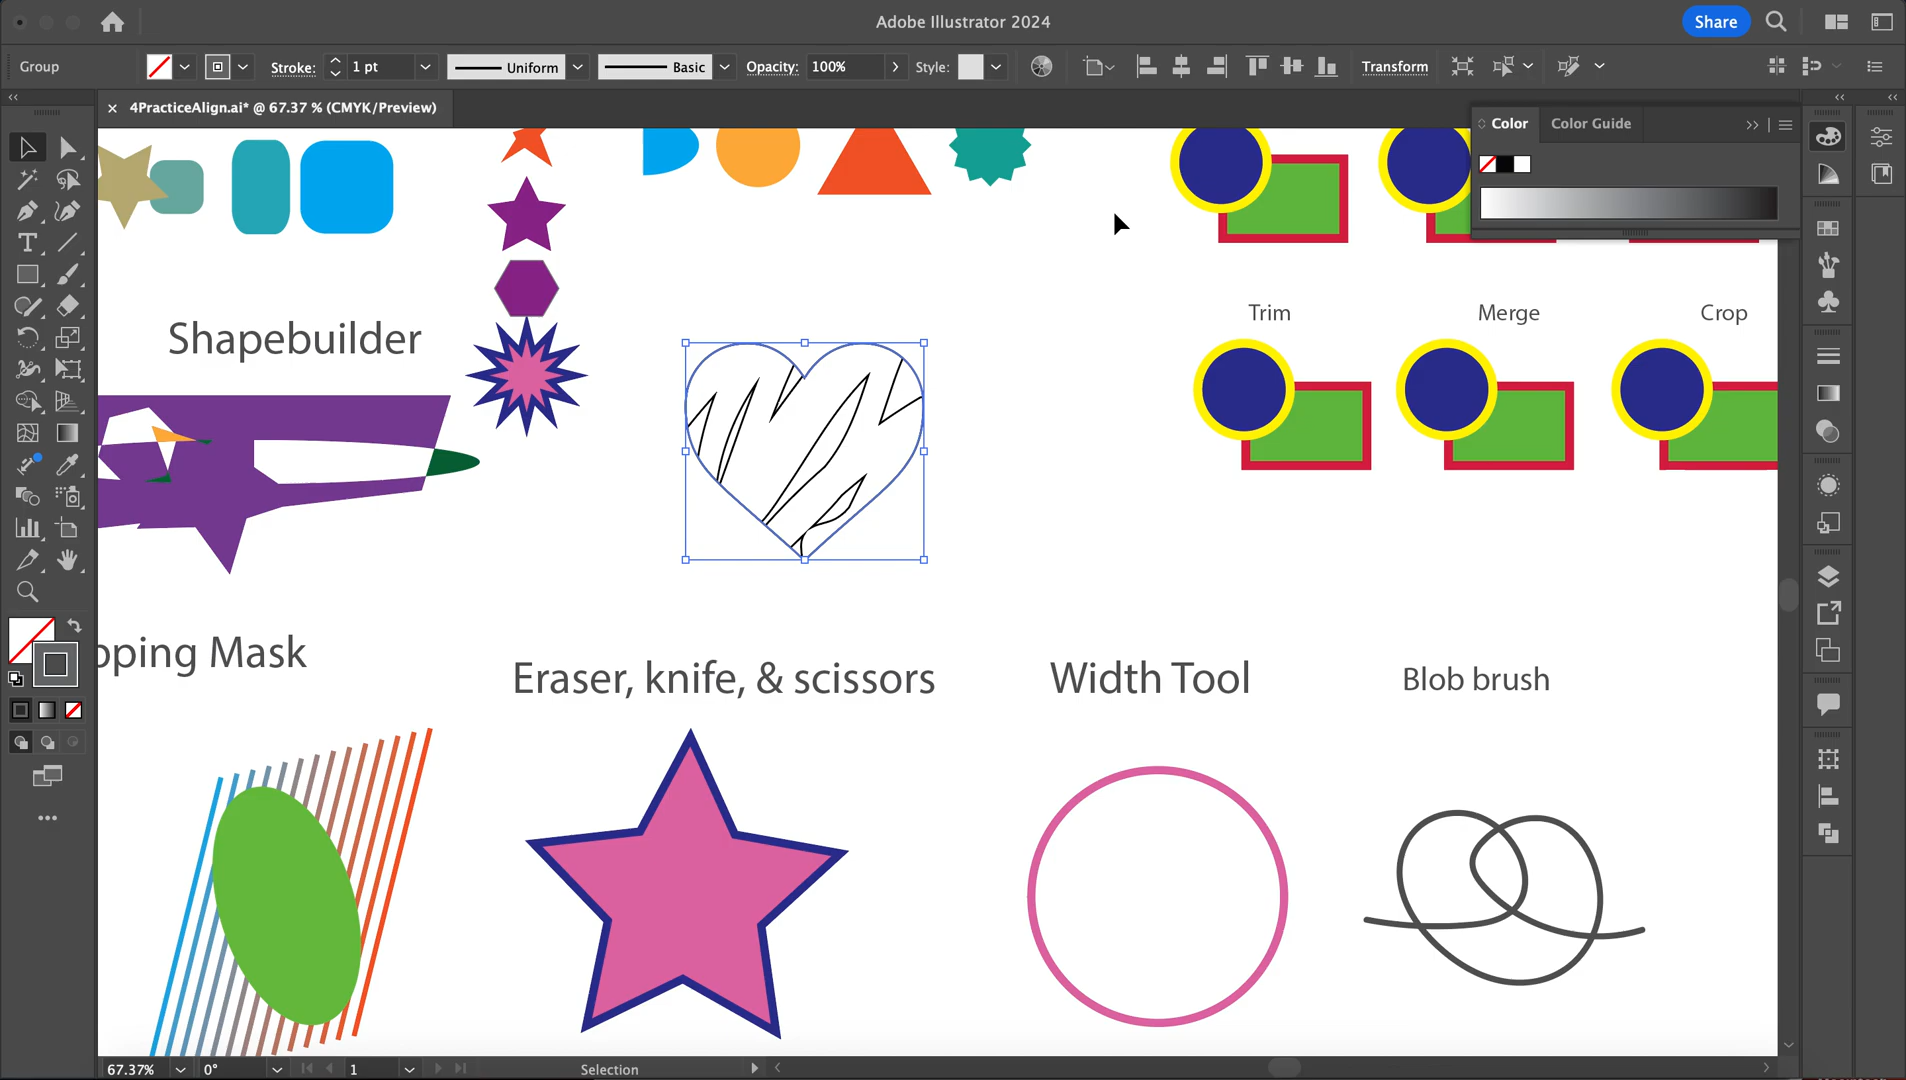 Adobe Illustrator 2024
Share
Group
Stroke:
1 pt
Uniform
Basic
Opacity:
100%
Style:
Transform
4PracticeAlign.ai* @ 67.37 % (CMYK/Preview)
Color
Color Guide
Trim
Merge
Crop
Shapebuilder
pping Mask
Eraser, knife, & scissors
Width Tool
Blob brush
67.37%
0°
1
Selection